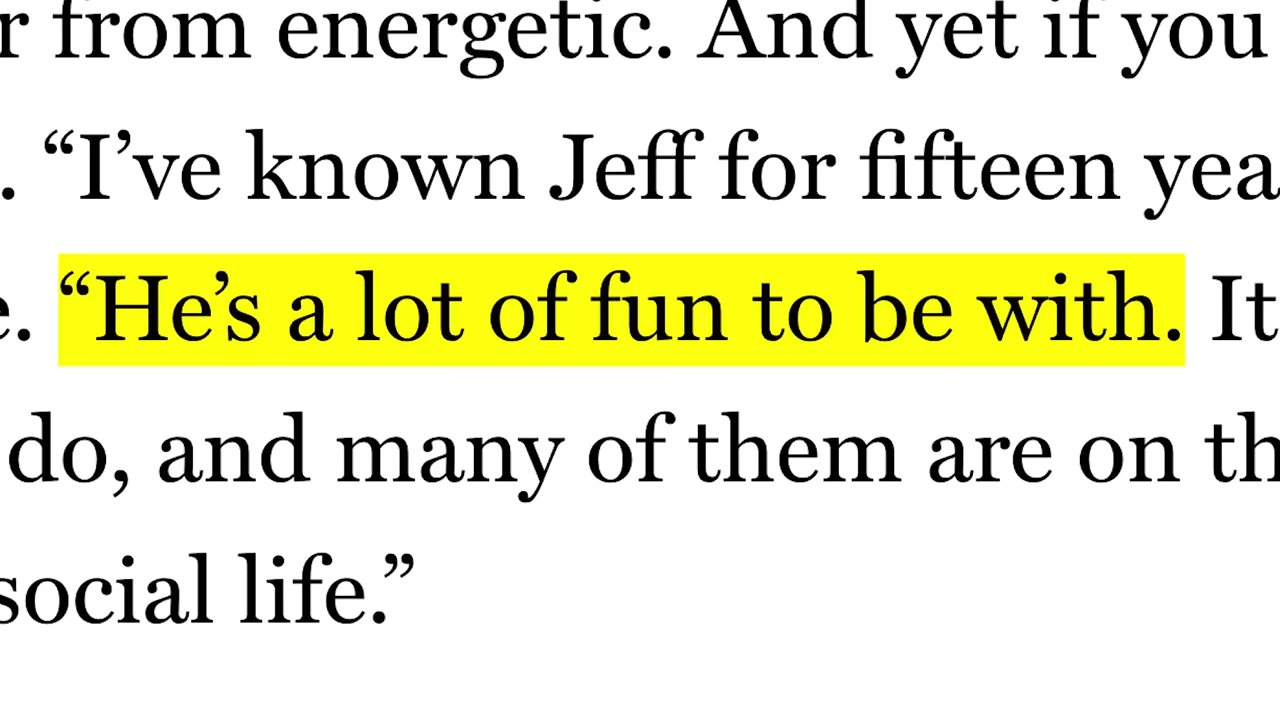 r from energetic. And yet if you
. “I’ve known Jeff for fifteen yea
e. “He’s a lot of fun to be with. It
do, and many of them are on th
social life.”